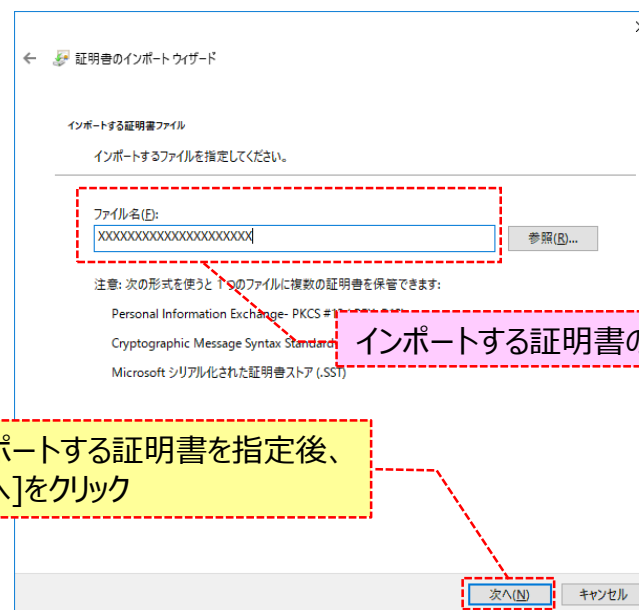 証明書のインポート ウィザード
インポートする証明書ファイル
インポートするファイルを指定してください。
ファイル名(F):
XXXXXXXXXXXXXXXXXXXXX
参照(R)...
注意: 次の形式を使うと 1 つのファイルに複数の証明書を保管できます:
Personal Information Exchange- PKCS
インポートする証明書の
Cryptographic Message Syntax Standard
Microsoft シリアル化された証明書ストア (.SST)
ポートする証明書を指定後、
]をクリック
次へ(N)
キャンセル